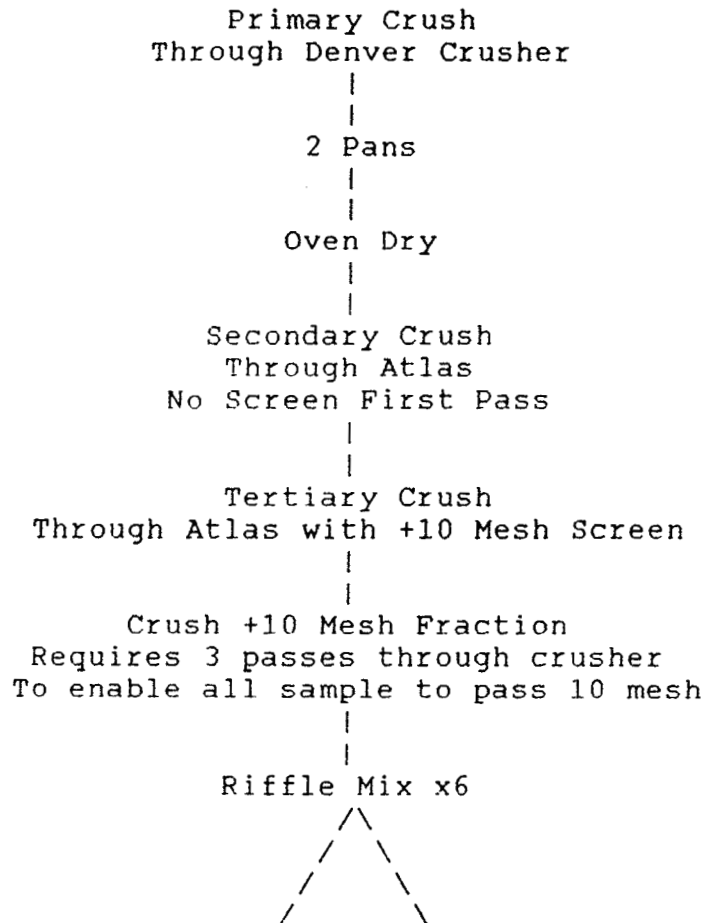 Primary Crush
Through Denver Crusher
2 Pans
Oven Dry
Secondary Crush
Through Atlas
No Screen First Pass
Tertiary Crush
Through Atlas with +10 Mesh Screen
Crush +10 Mesh Fraction
Requires 3 passes through crusher
To enable all sample to pass 10 mesh
Riffle Mix x6